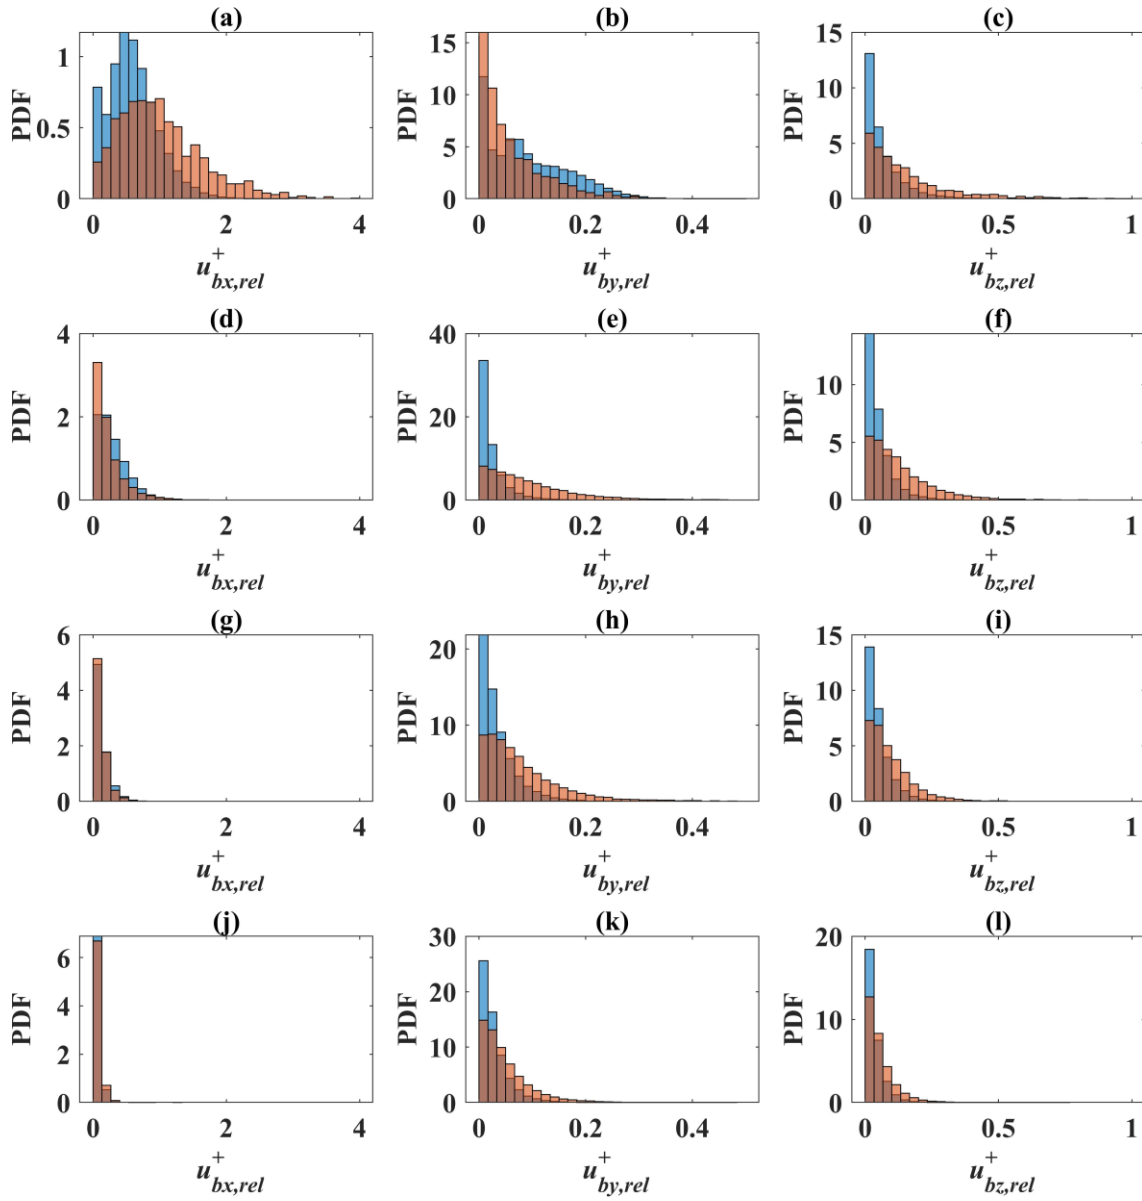 (a) (b) (c)
PDF 1 0.5 0 PDF 15 10 5 0 PDF 15 10 5 0
0 2 4 0 0.2 0.4 0 0.5 1
u+bx,rel u+by,rel u+bz,rel
(d) (e) (f)
PDF 4 2 0 PDF 40 20 0 PDF 10 5 0
0 2 4 0 0.2 0.4 0 0.5 1
u+bx,rel u+by,rel u+bz,rel
(g) (h) (i)
PDF 6 4 2 0 PDF 20 10 0 PDF 15 10 5 0
0 2 4 0 0.2 0.4 0 0.5 1
u+bx,rel u+by,rel u+bz,rel
(j) (k) (l)
PDF 6 4 2 0 PDF 30 20 10 0 PDF 20 10 0
0 2 4 0 0.2 0.4 0 0.5 1
u+bx,rel u+by,rel u+bz,rel